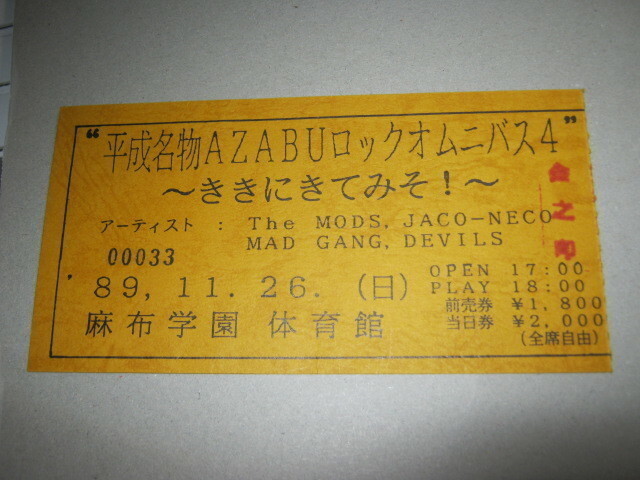 “平成名物AZABUロックオムニバス4”
～ききにきてみそ！～
アーティスト : The MODS, JACO-NECO
MAD GANG, DEVILS
00033
'89, 11. 26. (日)
OPEN 17:00
PLAY 18:00
前売券 ¥1,800
当日券 ¥2,000
(全席自由)
麻布学園 体育館
金之印